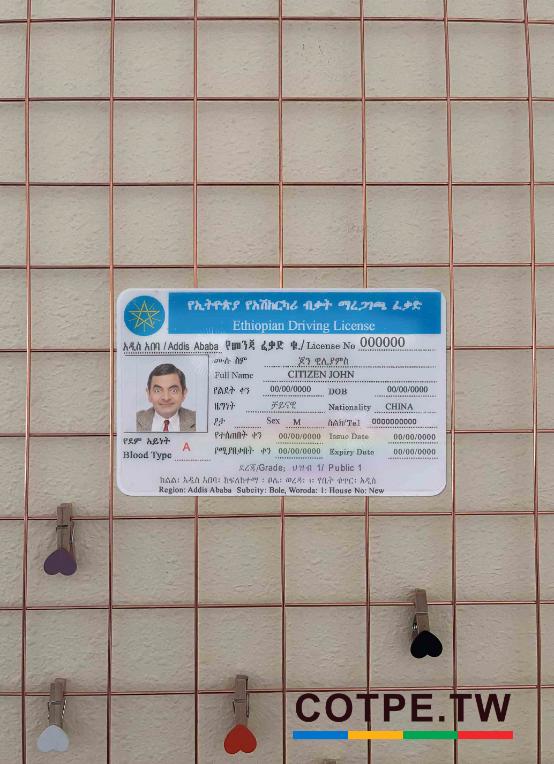 የኢትዮጵያ የአሽከርካሪ ብቃት ማረጋገጫ ፈቃድ
Ethiopian Driving License
አዲስ አበባ /Addis Ababa የመንጃ ፈቃድ ቁ/ License No 000000
ሙሉ ስም ጆን ዊሊያምስ
Full Name CITIZEN JOHN
የልደት ቀን 00/00/0000 DOB 00/00/0000
ዜግነት ቻይናዊ Nationality CHINA
ፆታ Sex M ስልክ/Tel 0000000000
የደም አይነት
Blood Type A
የተሰጠበት ቀን 00/00/0000 Issue Date 00/00/0000
የሚያበቃበት ቀን 00/00/0000 Expiry Date 00/00/0000
ደረጃ/Grade: ህዝብ 1/ Public 1
ክልል: አዲስ አበባ: ክፍለከተማ : ቦሌ: ወረዳ: ፩: የቤት ቁጥር: አዲስ
Region: Addis Ababa Subcity: Bole, Woroda: 1: House No: New
COTPE.TW